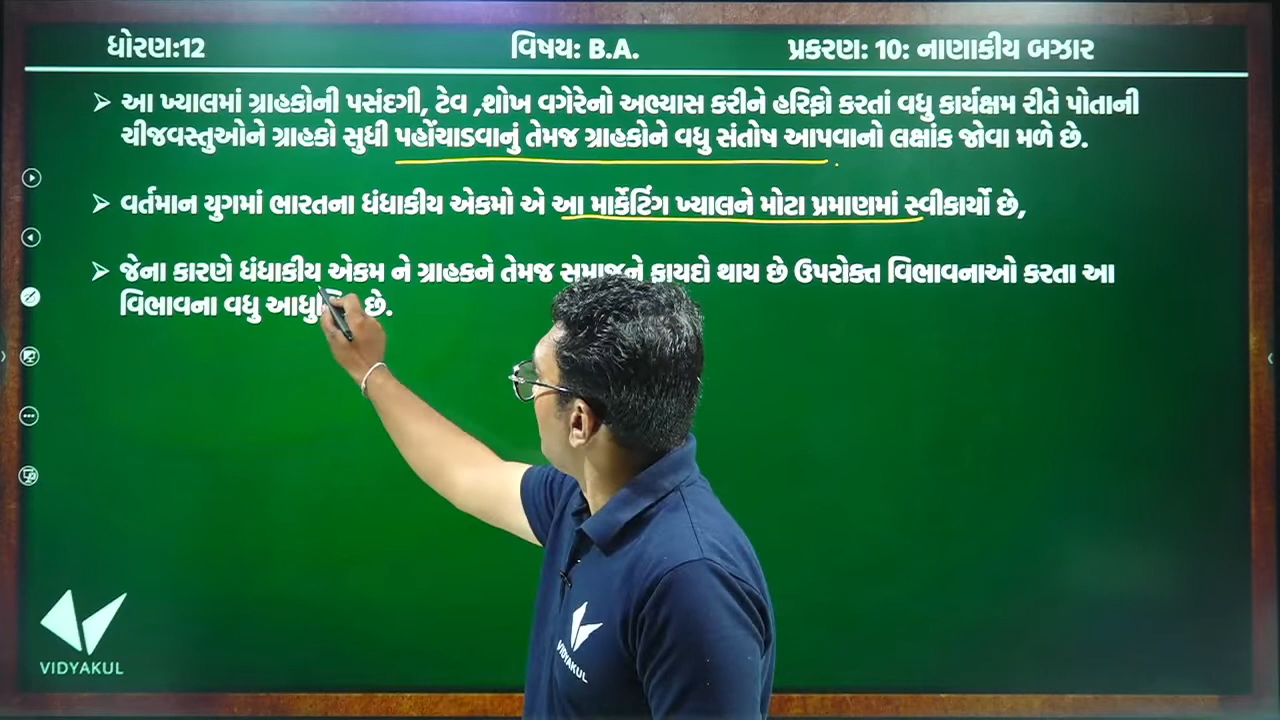 ધોરણ:12 વિષય: B.A. પ્રકરણ: 10: નાણાકીય બઝાર
➤ આ ખ્યાલમાં ગ્રાહકોની પસંદગી, ટેવ ,શોખ વગેરેનો અભ્યાસ કરીને હરિફો કરતાં વધુ કાર્યક્ષમ રીતે પોતાની
ચીજવસ્તુઓને ગ્રાહકો સુધી પહોંચાડવાનું તેમજ ગ્રાહકોને વધુ સંતોષ આપવાનો લક્ષાંક જોવા મળે છે.
➤ વર્તમાન યુગમાં ભારતના ધંધાકીય એકમો એ આ માર્કેટિંગ ખ્યાલને મોટા પ્રમાણમાં સ્વીકાર્યો છે,
➤ જેના કારણે ધંધાકીય એકમ ને ગ્રાહકને તેમજ સમાજને ફાયદો થાય છે ઉપરોક્ત વિભાવનાઓ કરતા આ
વિભાવના વધુ છે.
VIDYAKUL
VIDYAKUL